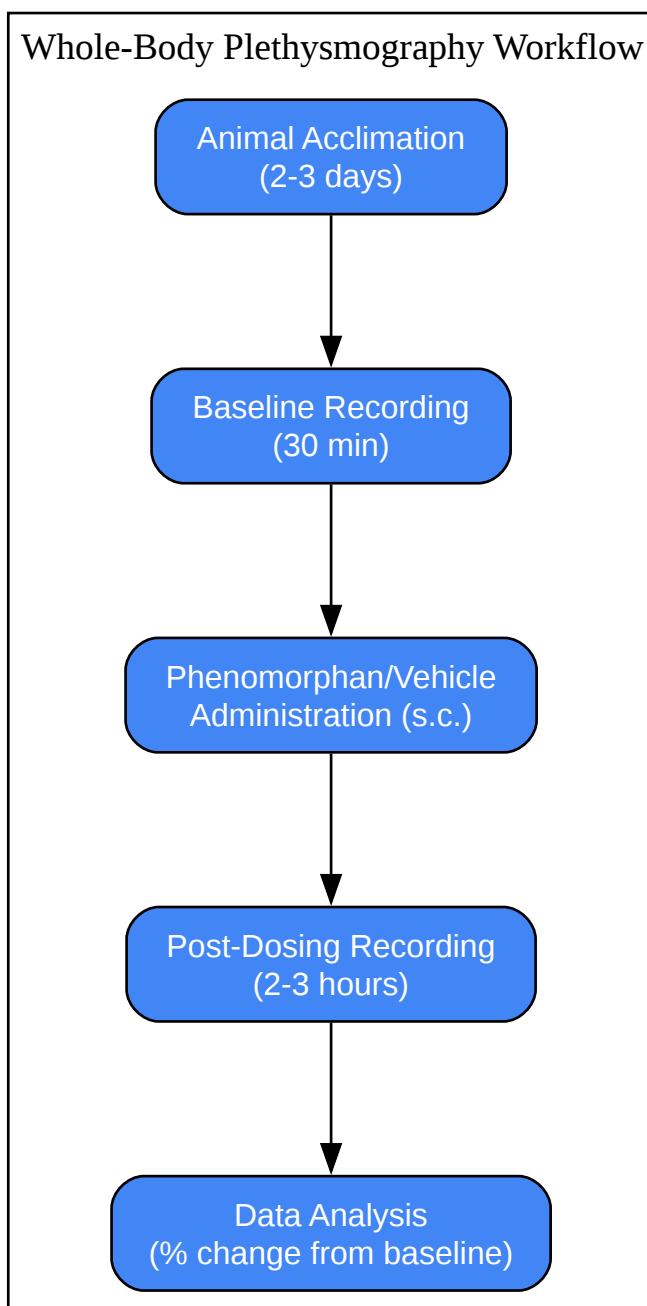 Whole-Body Plethysmography Workflow
Animal Acclimation
(2-3 days)
Baseline Recording
(30 min)
Phenomorphan/Vehicle
Administration (s.c.)
Post-Dosing Recording
(2-3 hours)
Data Analysis
(% change from baseline)